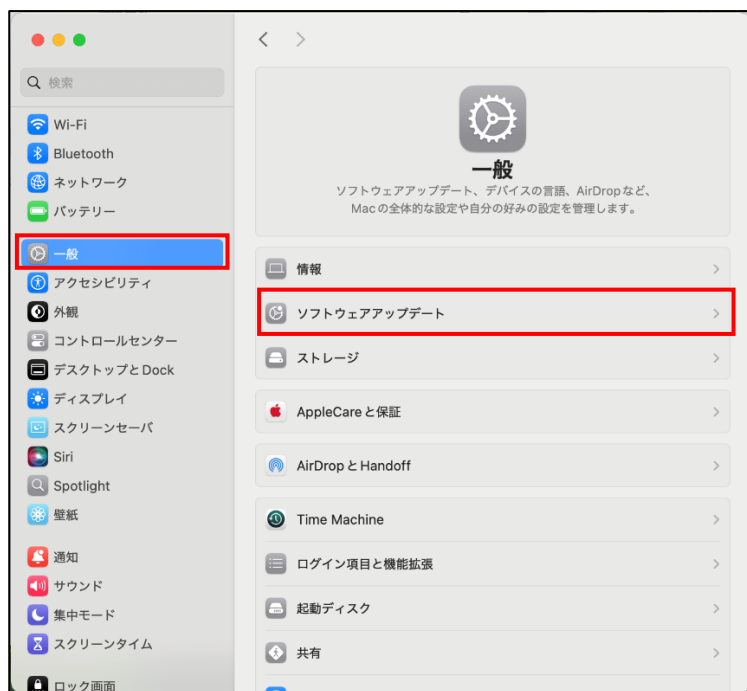 検索
Wi-Fi
Bluetooth
ネットワーク
バッテリー
一般
アクセシビリティ
外観
コントロールセンター
デスクトップとDock
ディスプレイ
スクリーンセーバ
Siri
Spotlight
壁紙
通知
サウンド
集中モード
スクリーンタイム
ロック画面
一般
ソフトウェアアップデート、デバイスの言語、AirDropなど、
Macの全体的な設定や自分の好みの設定を管理します。
情報
ソフトウェアアップデート
ストレージ
AppleCareと保証
AirDropとHandoff
Time Machine
ログイン項目と機能拡張
起動ディスク
共有